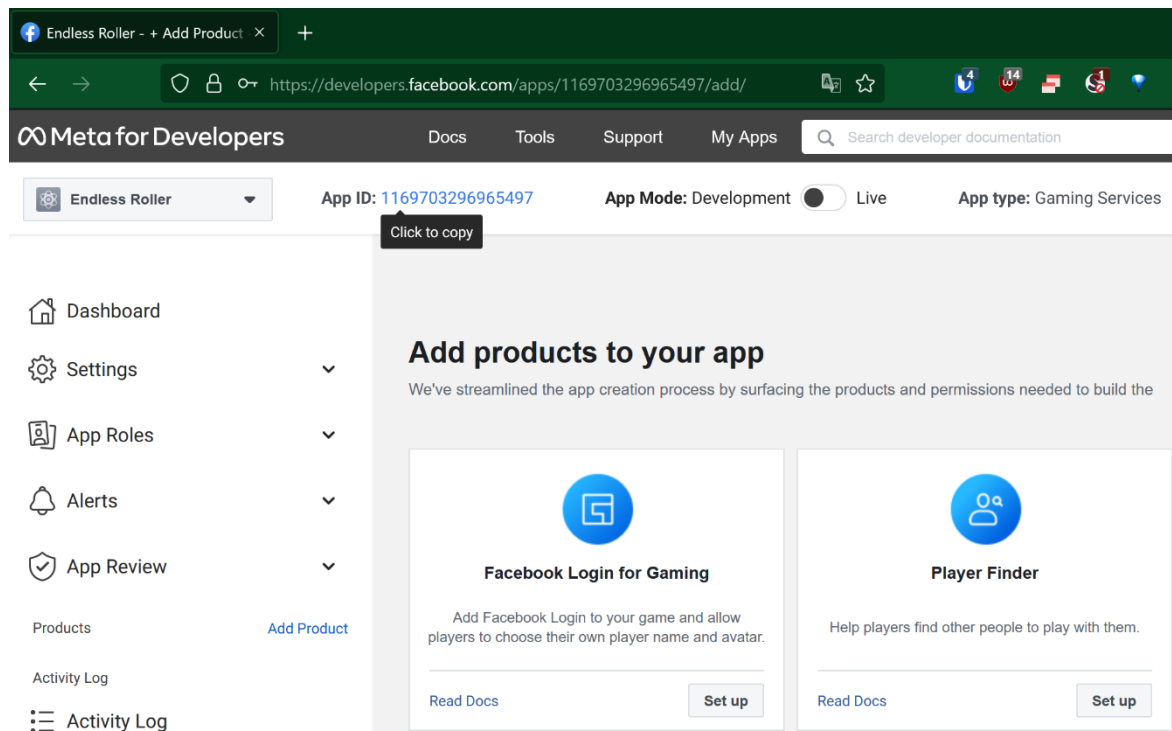 Endless Roller - + Add Product
https://developers.facebook.com/apps/1169703296965497/add/
4
14
1
Meta for Developers
Docs
Tools
Support
My Apps
Search developer documentation
Endless Roller
App ID: 1169703296965497
App Mode: Development
Live
App type: Gaming Services
Click to copy
Dashboard
Settings
App Roles
Alerts
App Review
Products
Add Product
Activity Log
Activity Log
Add products to your app
We've streamlined the app creation process by surfacing the products and permissions needed to build the
Facebook Login for Gaming
Add Facebook Login to your game and allow
players to choose their own player name and avatar.
Read Docs
Set up
Player Finder
Help players find other people to play with them.
Read Docs
Set up